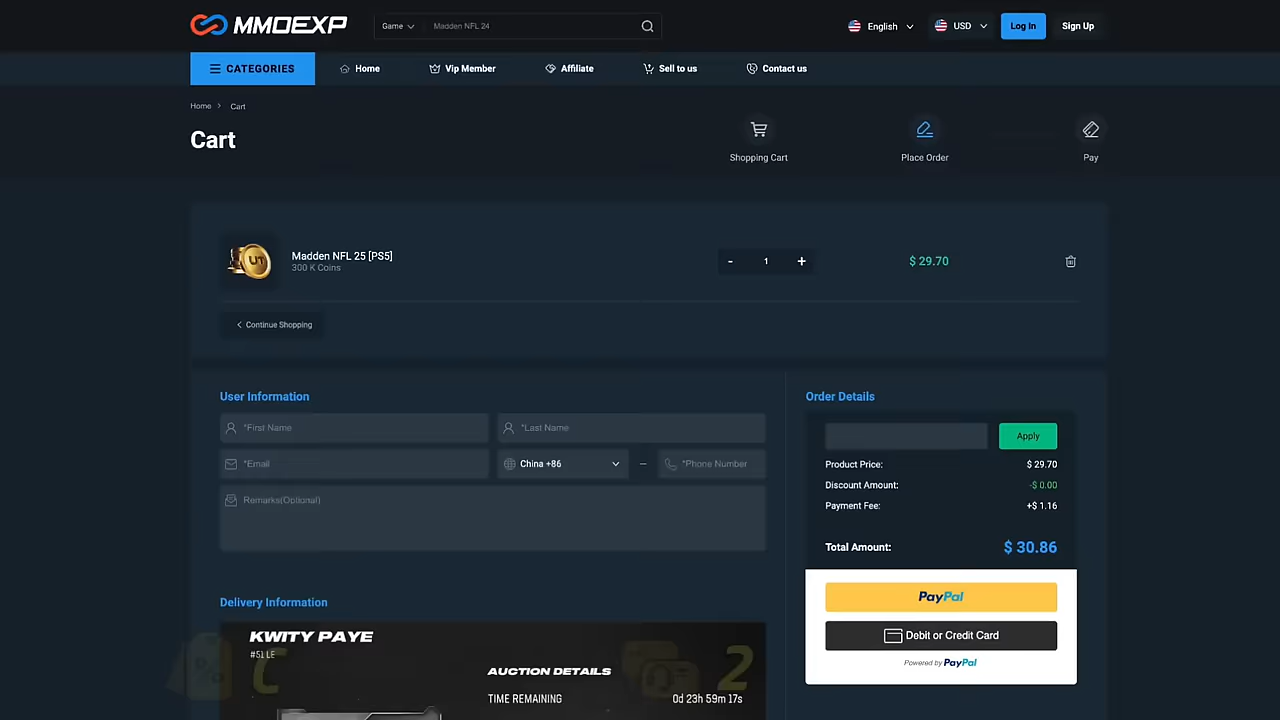 MMOEXP
Game
Madden NFL 24
English
USD
Log In
Sign Up
CATEGORIES
Home
Vip Member
Affiliate
Sell to us
Contact us
Home > Cart
Cart
Shopping Cart
Place Order
Pay
UT
Madden NFL 25 [PS5]
300 K Coins
- 1 +
$ 29.70
< Continue Shopping
User Information
*First Name
*Last Name
*Email
China +86
–
*Phone Number
Remarks(Optional)
Order Details
Apply
Product Price: $ 29.70
Discount Amount: -$ 0.00
Payment Fee: +$ 1.16
Total Amount: $ 30.86
PayPal
Debit or Credit Card
Powered by PayPal
Delivery Information
KWITY PAYE
#51 LE
AUCTION DETAILS
TIME REMAINING 0d 23h 59m 17s